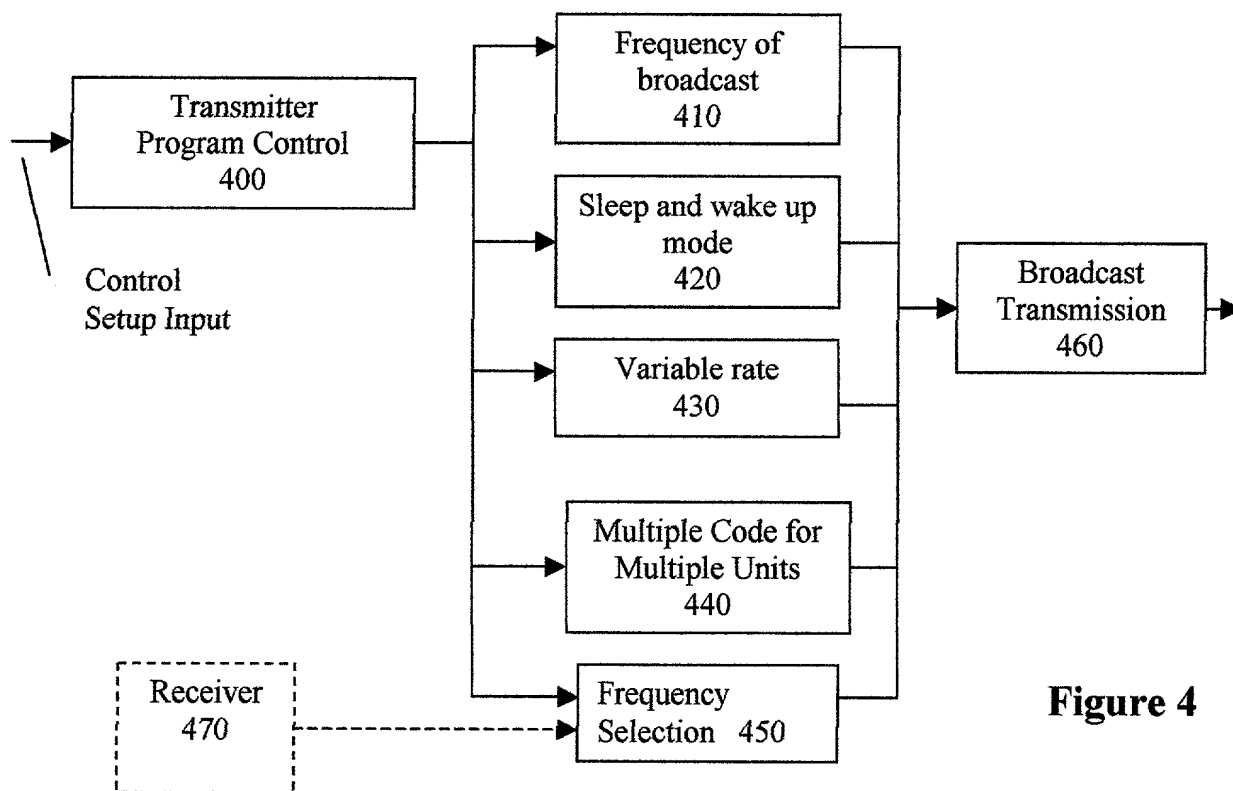 Transmitter
Program Control
400
Control
Setup Input
Frequency of
broadcast
410
Sleep and wake up
mode
420
Variable rate
430
Multiple Code for
Multiple Units
440
Frequency
Selection 450
Receiver
470
Broadcast
Transmission
460
Figure 4